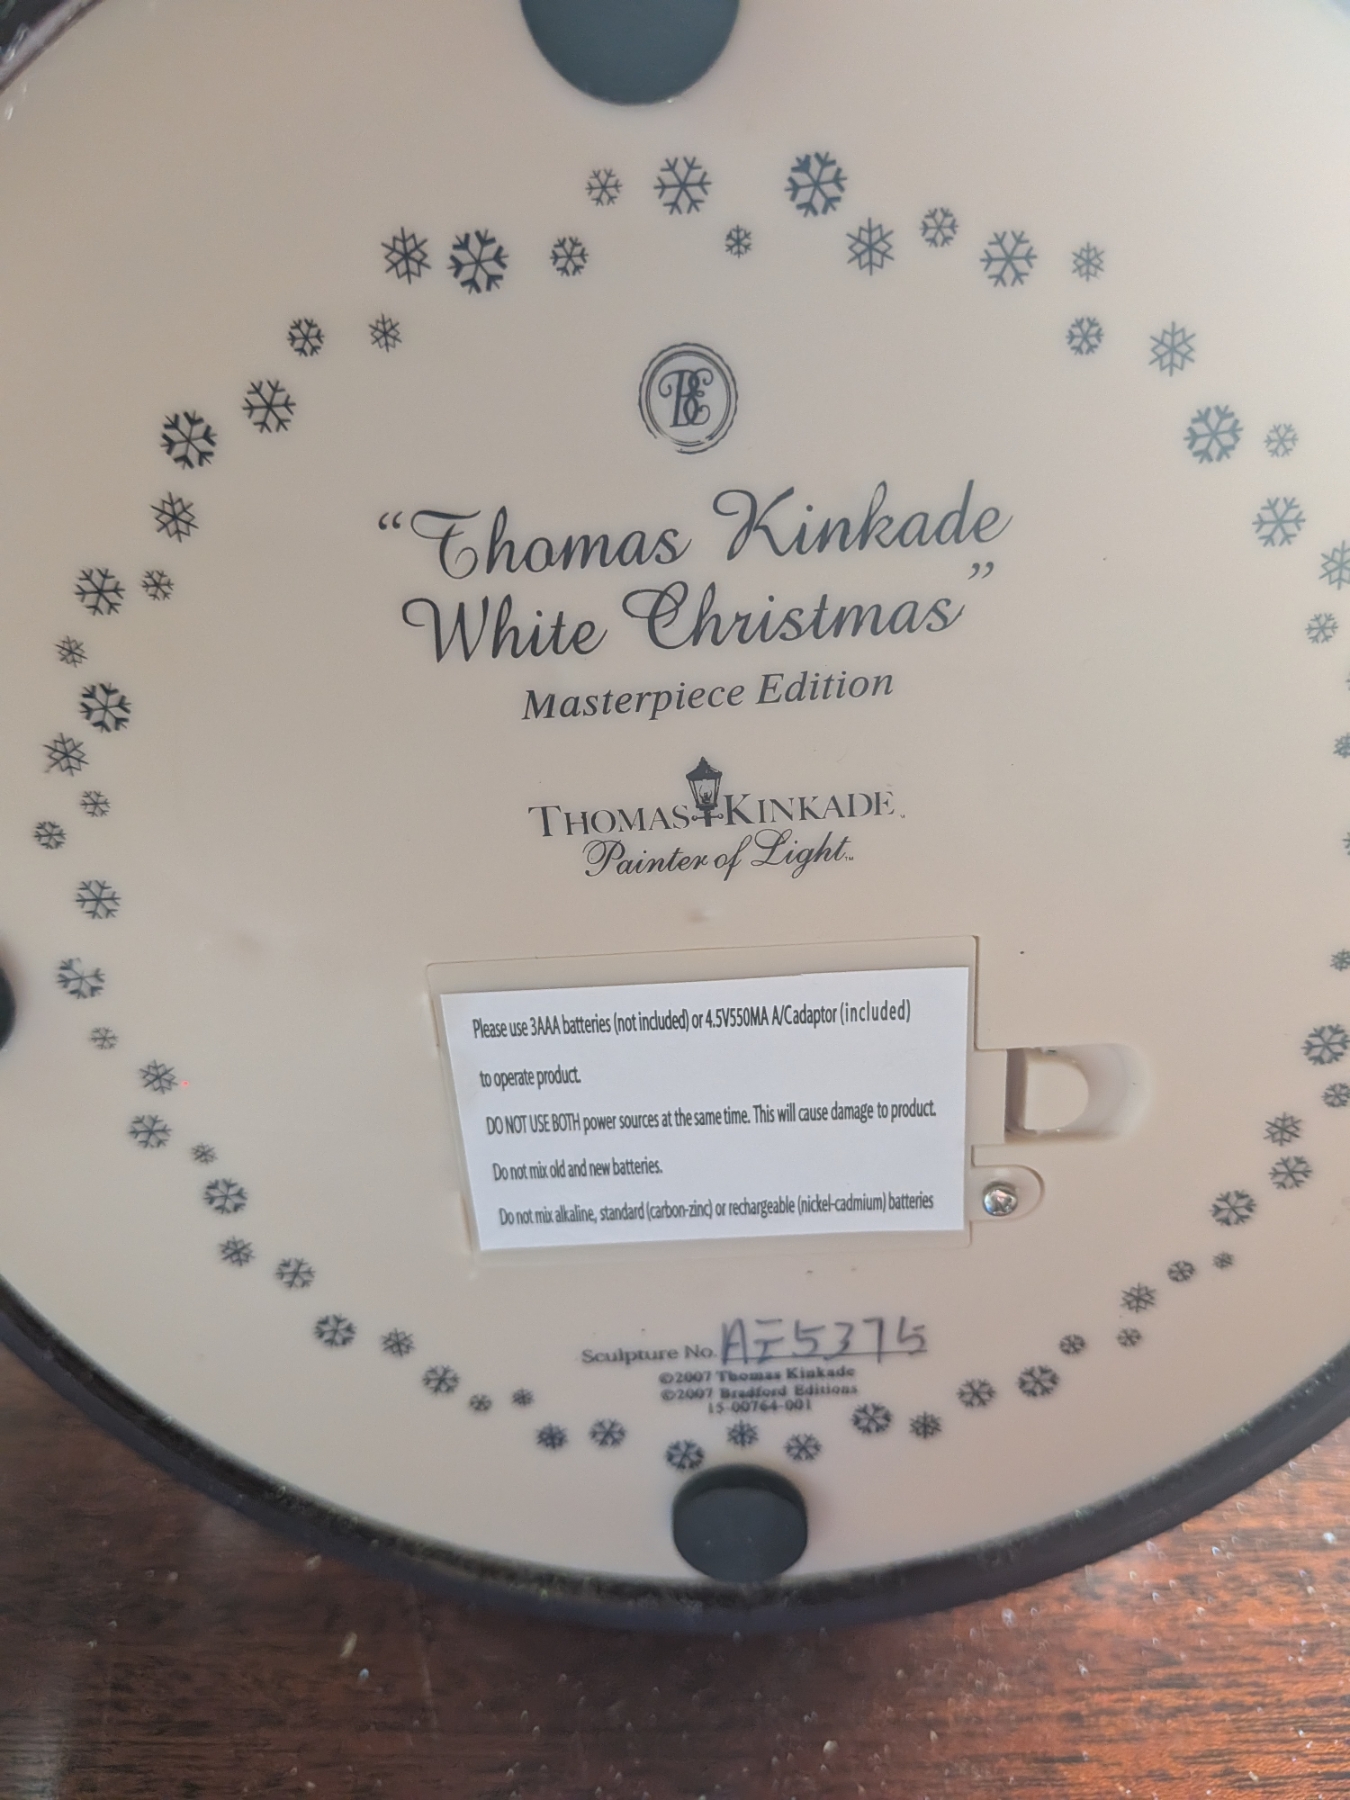 BE
“Thomas Kinkade
White Christmas”
Masterpiece Edition
THOMAS KINKADE
Painter of Light™
Please use 3AAA batteries (not included) or 4.5V550MA A/Cadaptor (included)
to operate product.
DO NOT USE BOTH power sources at the same time. This will cause damage to product.
Do not mix old and new batteries.
Do not mix alkaline, standard (carbon-zinc) or rechargeable (nickel-cadmium) batteries
Sculpture No. AI5375
©2007 Thomas Kinkade
©2007 Bradford Editions
15-00764-001